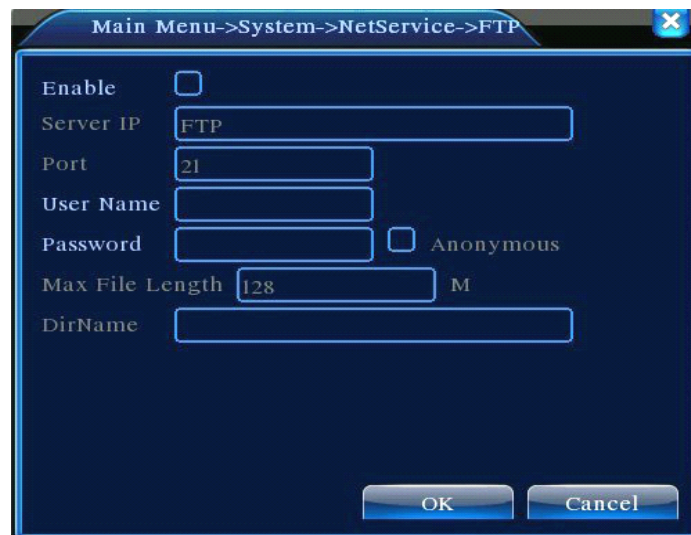 Main Menu->System->NetService->FTP
Enable
Server IP FTP
Port 21
User Name
Password Anonymous
Max File Length 128 M
DirName
OK Cancel